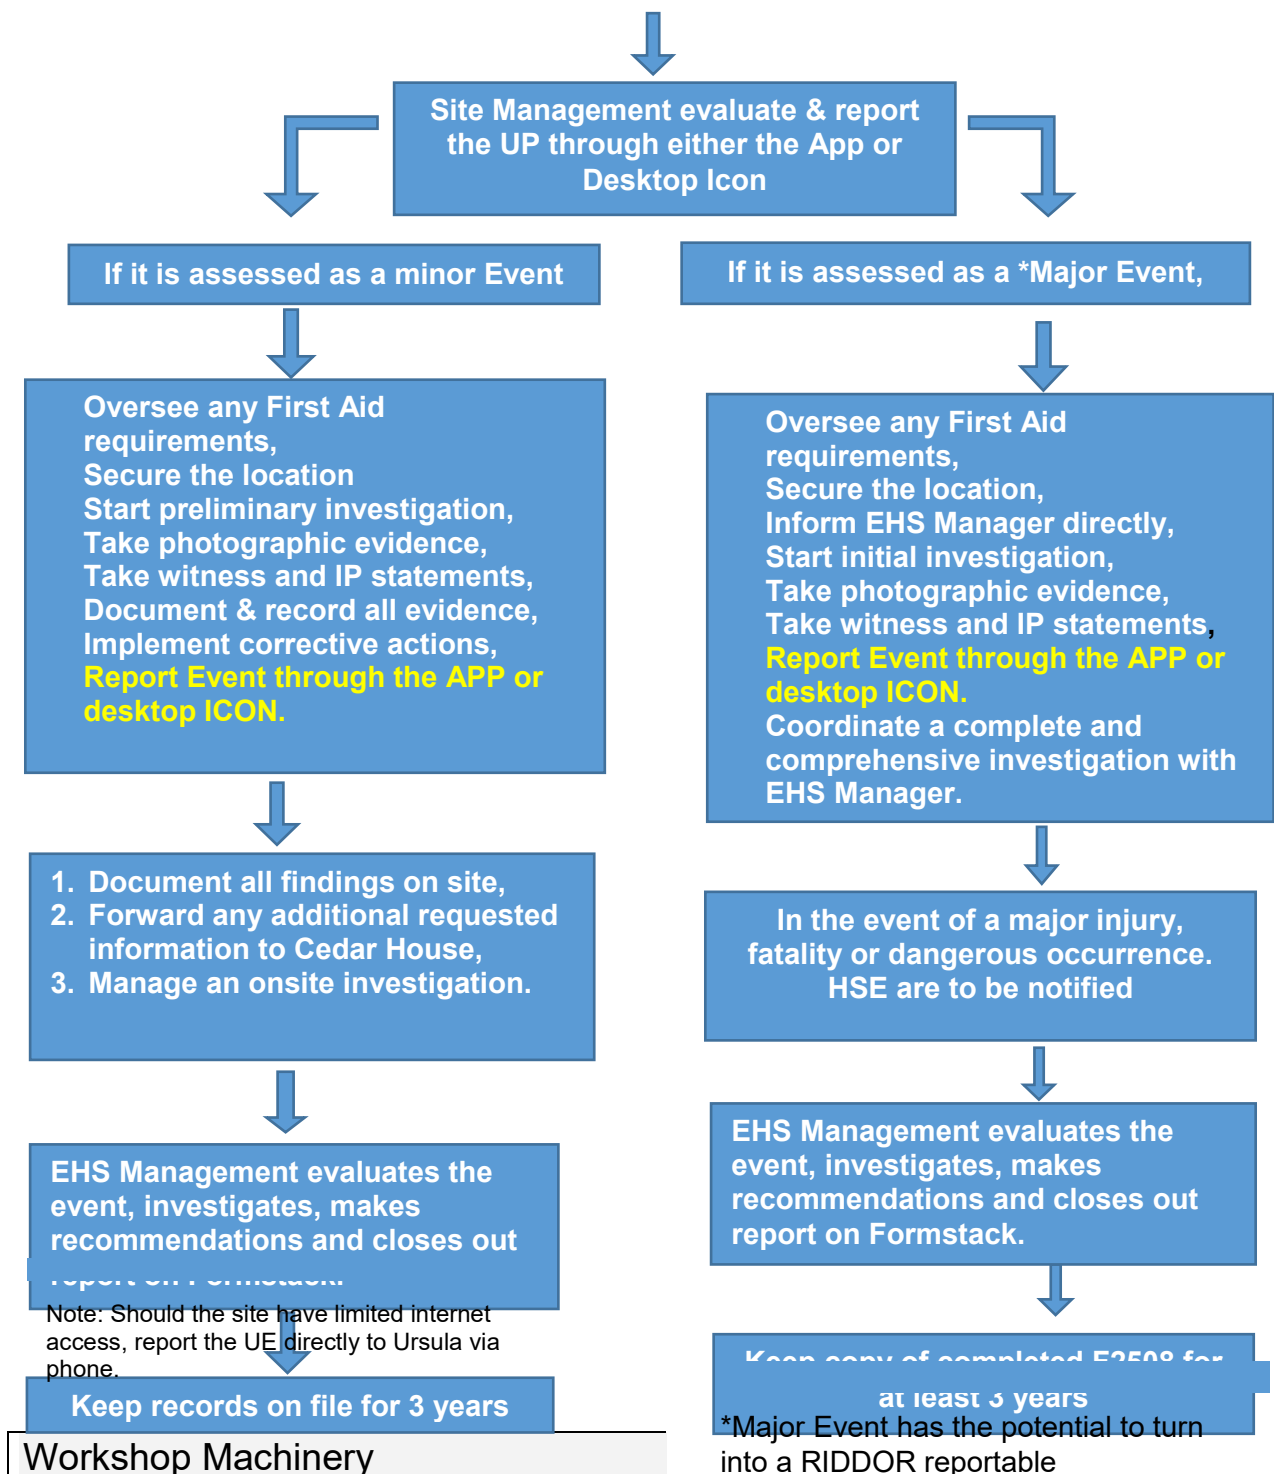 Site Management evaluate & report
the UP through either the App or
Desktop Icon
If it is assessed as a minor Event
If it is assessed as a *Major Event,
Oversee any First Aid
requirements,
Secure the location
Start preliminary investigation,
Take photographic evidence,
Take witness and IP statements,
Document & record all evidence,
Implement corrective actions,
Report Event through the APP or
desktop ICON.
Oversee any First Aid
requirements,
Secure the location,
Inform EHS Manager directly,
Start initial investigation,
Take photographic evidence,
Take witness and IP statements,
Report Event through the APP or
desktop ICON.
Coordinate a complete and
comprehensive investigation with
EHS Manager.
1. Document all findings on site,
2. Forward any additional requested
information to Cedar House,
3. Manage an onsite investigation.
In the event of a major injury,
fatality or dangerous occurrence.
HSE are to be notified
EHS Management evaluates the
event, investigates, makes
recommendations and closes out
report on Formstack.
EHS Management evaluates the
event, investigates, makes
recommendations and closes out
report on Formstack.
Note: Should the site have limited internet
access, report the UE directly to Ursula via
phone.
Keep records on file for 3 years
Keep copy of completed F2508 for
at least 3 years
Workshop Machinery
*Major Event has the potential to turn
into a RIDDOR reportable